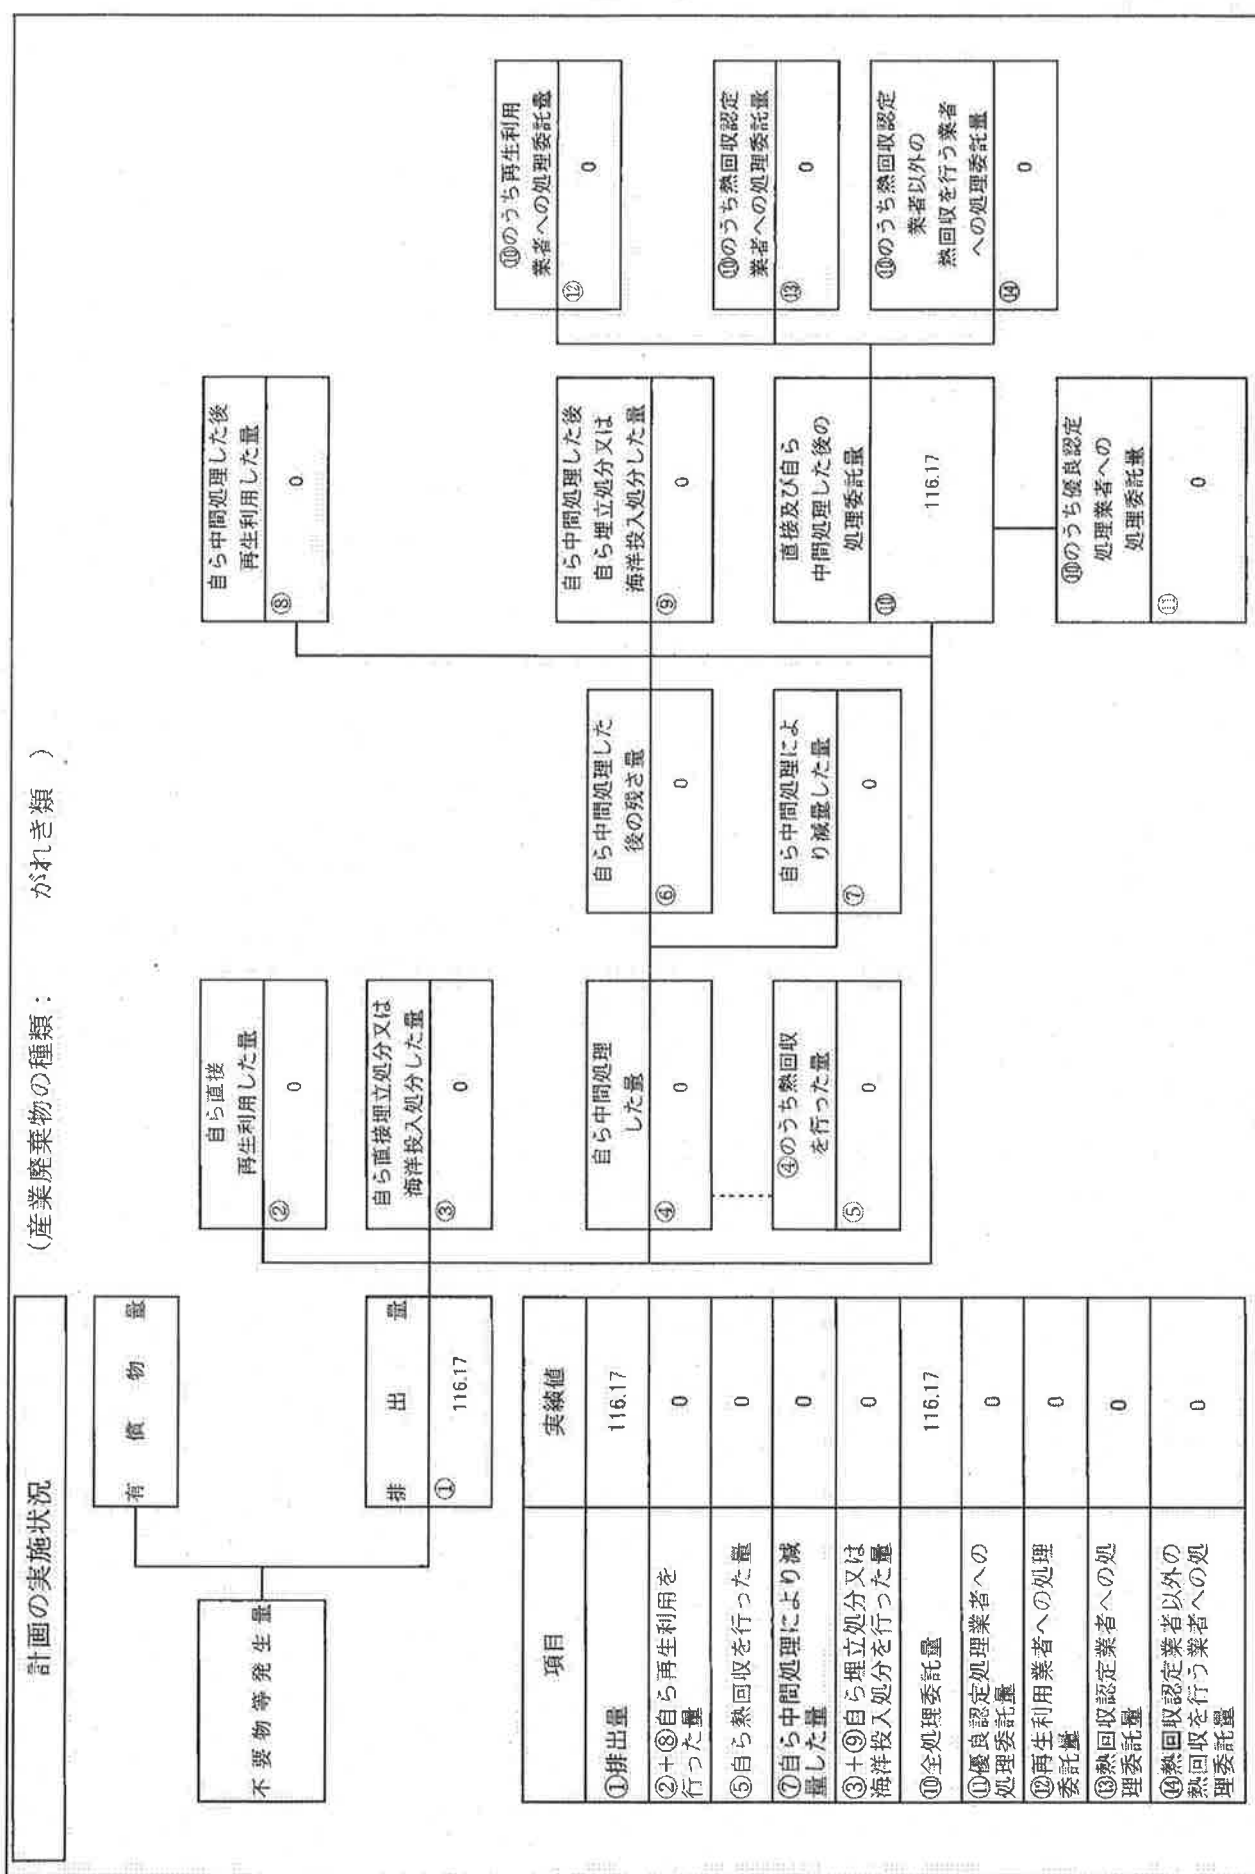 計画の実施状況
(産業廃棄物の種類: がれき類 )
不要物等発生量
有償物量
排出量
①
116.17
自ら直接
再生利用した量
②
0
自ら直接埋立処分又は
海洋投入処分した量
③
0
自ら中間処理
した量
④
0
④のうち熱回収
を行った量
⑤
0
自ら中間処理した
後の残さ量
⑥
0
自ら中間処理によ
り減量した量
⑦
0
自ら中間処理した後
再生利用した量
⑧
0
自ら中間処理した後
自ら埋立処分又は
海洋投入処分した量
⑨
0
直接及び自ら
中間処理した後の
処理委託量
⑩
116.17
⑩のうち優良認定
処理業者への
処理委託量
⑪
0
⑩のうち再生利用
業者への処理委託量
⑫
0
⑩のうち熱回収認定
業者への処理委託量
⑬
0
⑩のうち熱回収認定
業者以外の
熱回収を行う業者
への処理委託量
⑭
0
項目 実績値
①排出量 116.17
②+⑧自ら再生利用を
行った量 0
⑤自ら熱回収を行った量 0
⑦自ら中間処理により減
量した量 0
③+⑨自ら埋立処分又は
海洋投入処分を行った量 0
⑩全処理委託量 116.17
⑪優良認定処理業者への
処理委託量 0
⑫再生利用業者への処理
委託量 0
⑬熱回収認定業者への処
理委託量 0
⑭熱回収認定業者以外の
熱回収を行う業者への処
理委託量 0